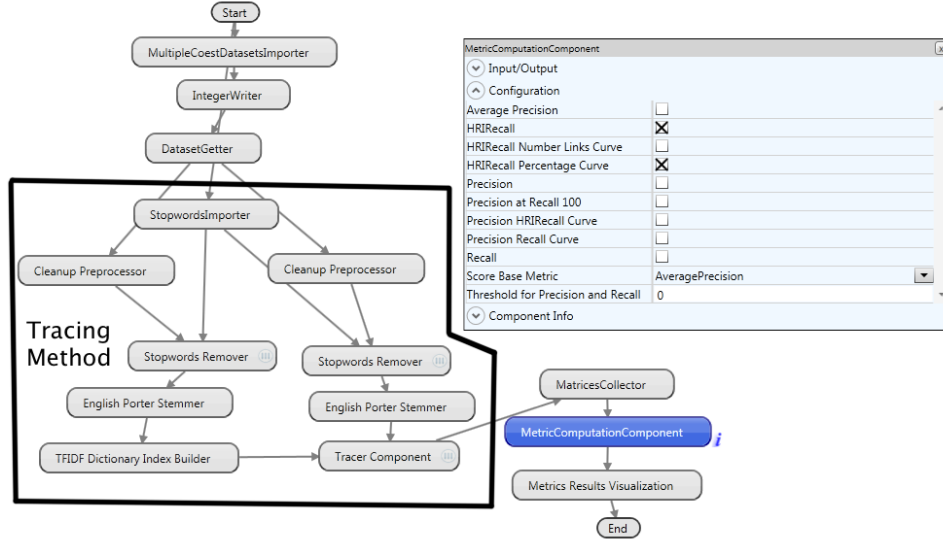 Start
MultipleCoestDatasetsImporter
IntegerWriter
DatasetGetter
StopwordsImporter
Cleanup Preprocessor
Cleanup Preprocessor
Tracing
Method
Stopwords Remover
Stopwords Remover
English Porter Stemmer
English Porter Stemmer
TFIDF Dictionary Index Builder
Tracer Component
MetricComputationComponent x
Input/Output
Configuration
Average Precision
HRIRecall
HRIRecall Number Links Curve
HRIRecall Percentage Curve
Precision
Precision at Recall 100
Precision HRIRecall Curve
Precision Recall Curve
Recall
Score Base Metric AveragePrecision
Threshold for Precision and Recall 0
Component Info
MatricesCollector
MetricComputationComponent i
Metrics Results Visualization
End